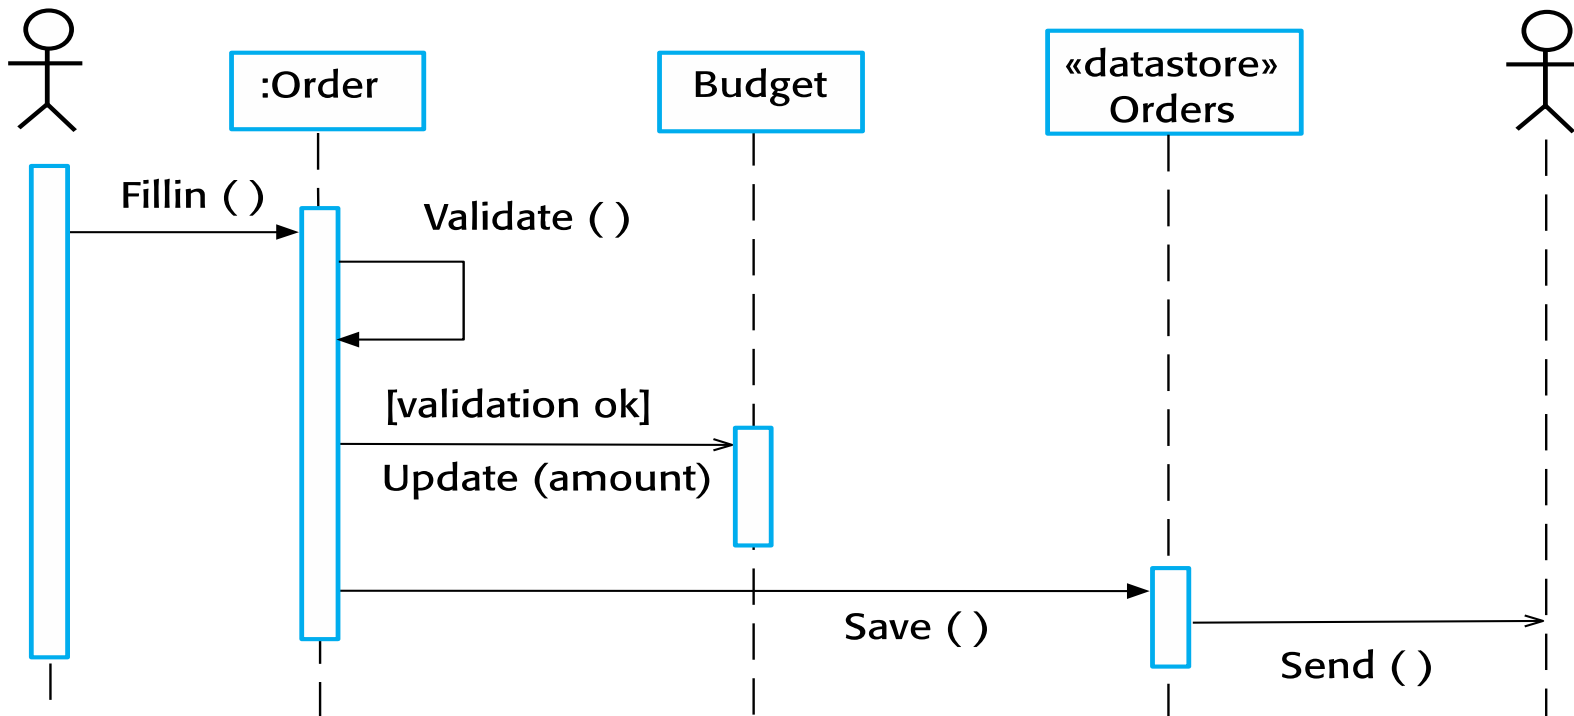 :Order
Budget
«datastore»
Orders
Fillin ( )
Validate ( )
[validation ok]
Update (amount)
Save ( )
Send ( )